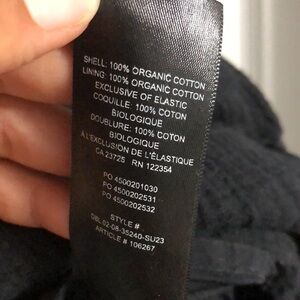 SHELL: 100% ORGANIC COTTON
LINING: 100% ORGANIC COTTON
EXCLUSIVE OF ELASTIC
COQUILLE: 100% COTON
BIOLOGIQUE
DOUBLURE: 100% COTON
BIOLOGIQUE
À L'EXCLUSION DE L'ÉLASTIQUE
CA 23725 RN 122354
PO 4500201030
PO 4500202531
PO 4500202532
STYLE #
DBL 02-08-35240-SU23
ARTICLE # 106267